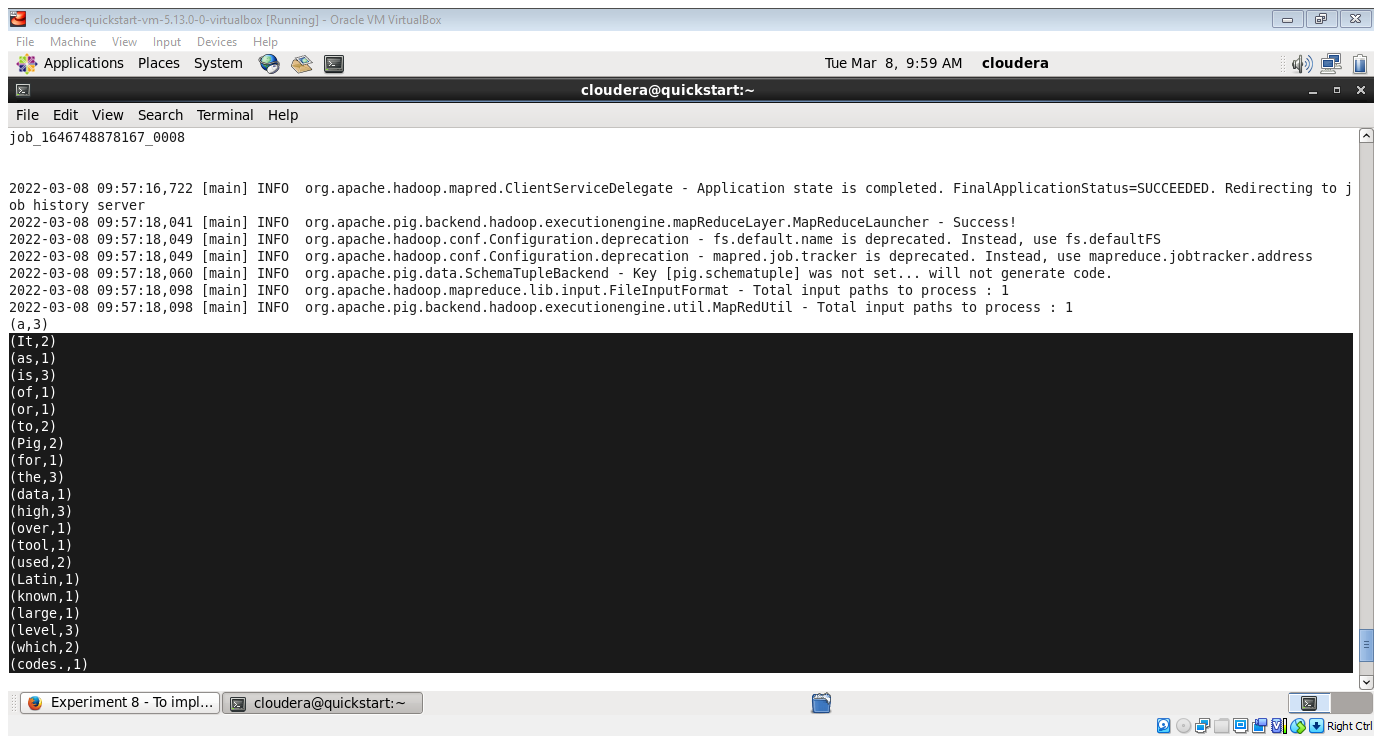 cloudera-quickstart-vm-5.13.0-0-virtualbox [Running] - Oracle VM VirtualBox
File Machine View Input Devices Help
Applications Places System Tue Mar 8, 9:59 AM cloudera
cloudera@quickstart:~
File Edit View Search Terminal Help
job_1646748878167_0008
2022-03-08 09:57:16,722 [main] INFO  org.apache.hadoop.mapred.ClientServiceDelegate - Application state is completed. FinalApplicationStatus=SUCCEEDED. Redirecting to j
ob history server
2022-03-08 09:57:18,041 [main] INFO  org.apache.pig.backend.hadoop.executionengine.mapReduceLayer.MapReduceLauncher - Success!
2022-03-08 09:57:18,049 [main] INFO  org.apache.hadoop.conf.Configuration.deprecation - fs.default.name is deprecated. Instead, use fs.defaultFS
2022-03-08 09:57:18,049 [main] INFO  org.apache.hadoop.conf.Configuration.deprecation - mapred.job.tracker is deprecated. Instead, use mapreduce.jobtracker.address
2022-03-08 09:57:18,060 [main] INFO  org.apache.pig.data.SchemaTupleBackend - Key [pig.schematuple] was not set... will not generate code.
2022-03-08 09:57:18,098 [main] INFO  org.apache.hadoop.mapreduce.lib.input.FileInputFormat - Total input paths to process : 1
2022-03-08 09:57:18,098 [main] INFO  org.apache.pig.backend.hadoop.executionengine.util.MapRedUtil - Total input paths to process : 1
(a,3)
(It,2)
(as,1)
(is,3)
(of,1)
(or,1)
(to,2)
(Pig,2)
(for,1)
(the,3)
(data,1)
(high,3)
(over,1)
(tool,1)
(used,2)
(Latin,1)
(known,1)
(large,1)
(level,3)
(which,2)
(codes.,1)
Experiment 8 - To impl... cloudera@quickstart:~
Right Ctrl